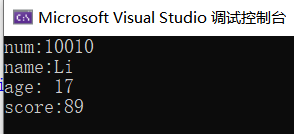 Microsoft Visual Studio 调试控制台
num:10010
name:Li
age: 17
score:89